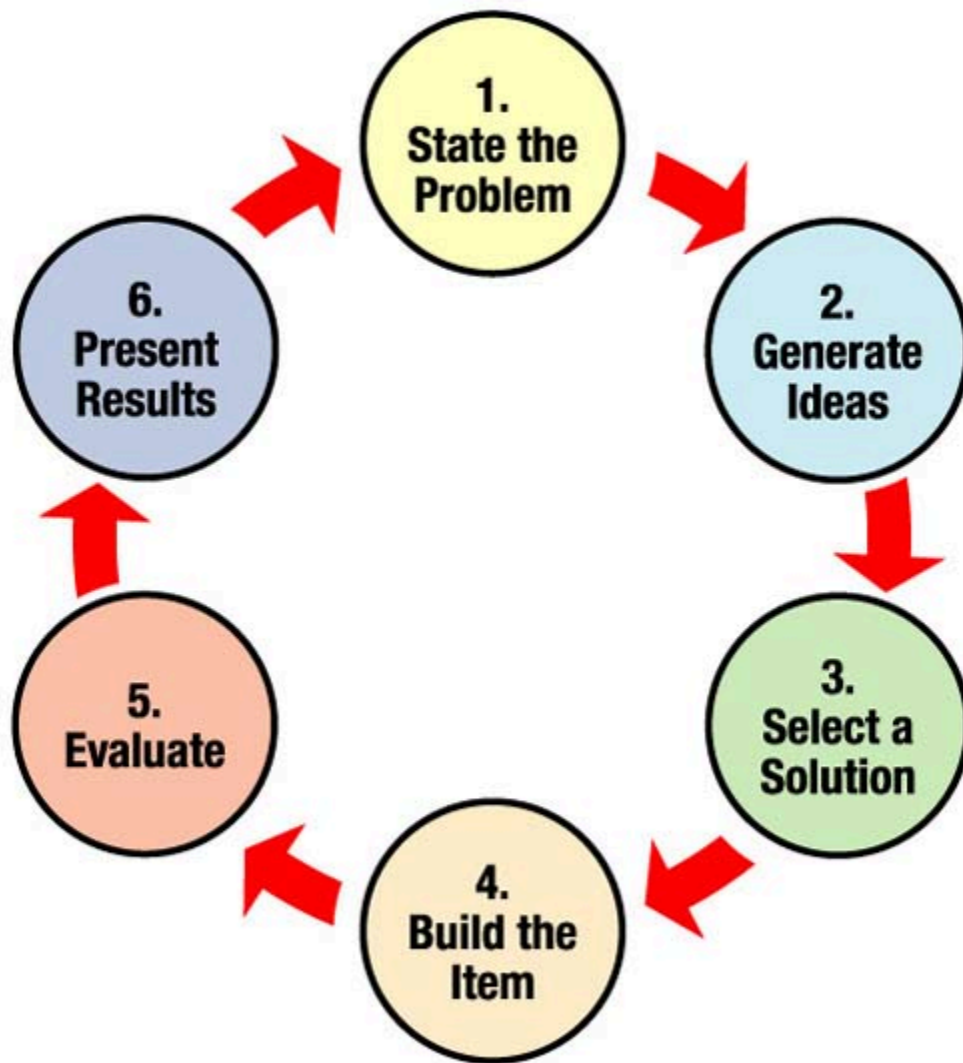 1.
State the
Problem
2.
Generate
Ideas
3.
Select a
Solution
4.
Build the
Item
5.
Evaluate
6.
Present
Results